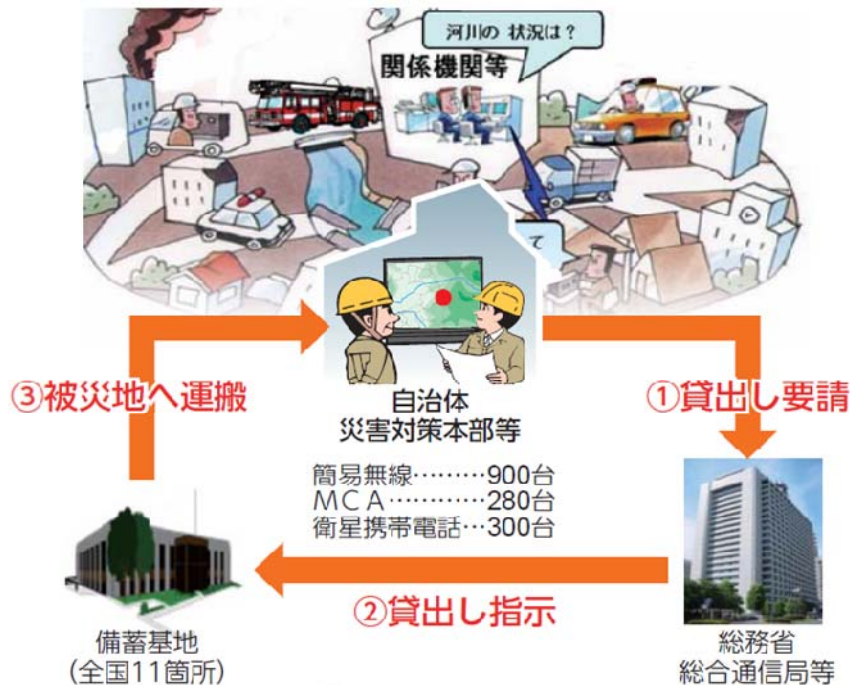 河川の 状況は？
関係機関等
て
③被災地へ運搬
①貸出し要請
自治体
災害対策本部等
簡易無線………900台
ＭＣＡ…………280台
衛星携帯電話…300台
②貸出し指示
備蓄基地
(全国11箇所)
総務省
総合通信局等